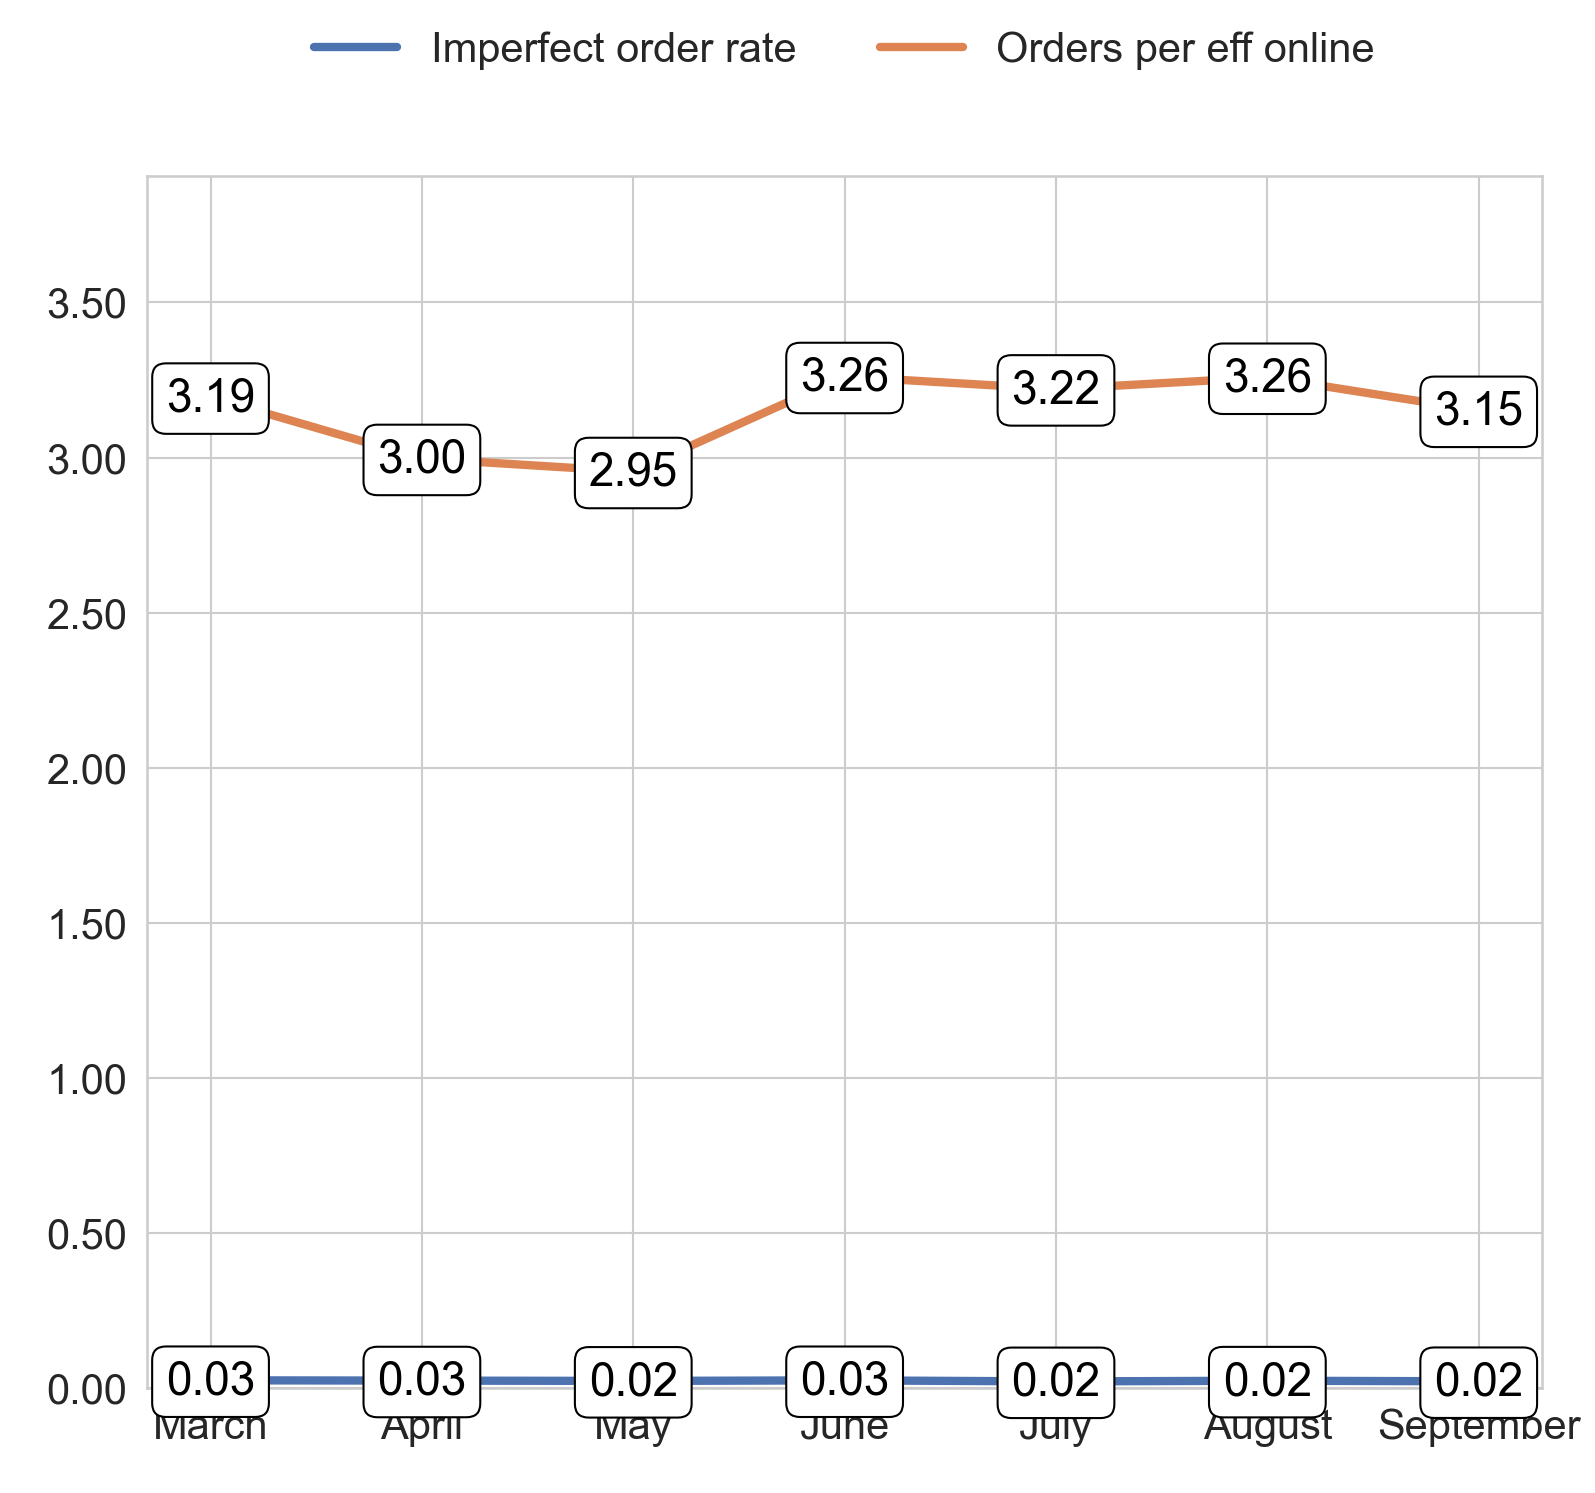 Imperfect order rate Orders per eff online
3.50
3.00
2.50
2.00
1.50
1.00
0.50
0.00
3.19 3.00 2.95 3.26 3.22 3.26 3.15
0.03 0.03 0.02 0.03 0.02 0.02 0.02
March April May June July August September